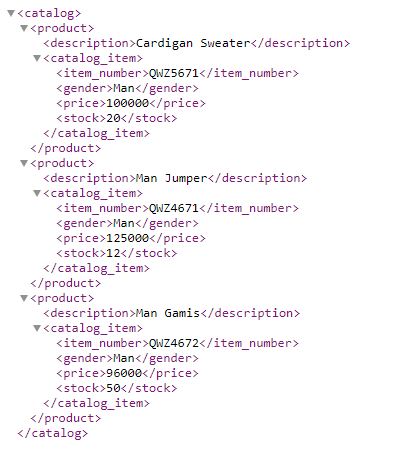 <catalog>
<product>
<description>Cardigan Sweater</description>
<catalog_item>
<item_number>QWZ5671</item_number>
<gender>Man</gender>
<price>100000</price>
<stock>20</stock>
</catalog_item>
</product>
<product>
<description>Man Jumper</description>
<catalog_item>
<item_number>QWZ4671</item_number>
<gender>Man</gender>
<price>125000</price>
<stock>12</stock>
</catalog_item>
</product>
<product>
<description>Man Gamis</description>
<catalog_item>
<item_number>QWZ4672</item_number>
<gender>Man</gender>
<price>96000</price>
<stock>50</stock>
</catalog_item>
</product>
</catalog>